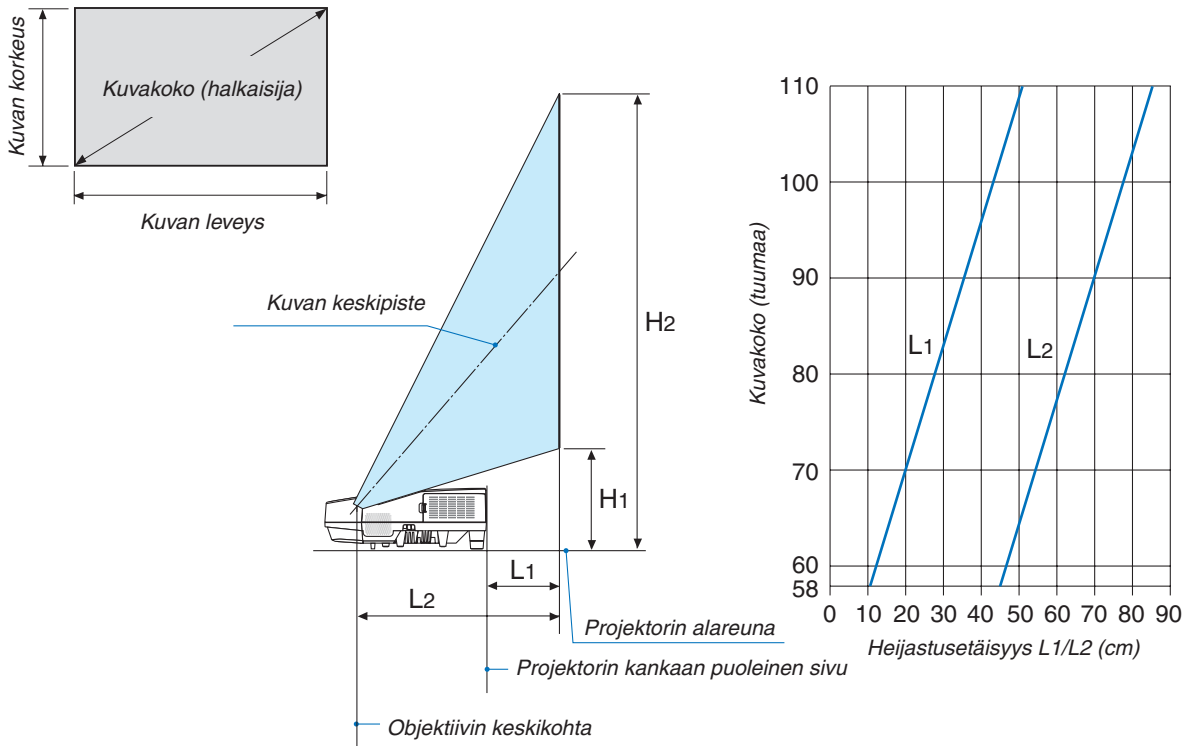 Kuvan korkeus
Kuvakoko (halkaisija)
Kuvan leveys
Kuvan keskipiste
H2
H1
L1
L2
Projektorin alareuna
Projektorin kankaan puoleinen sivu
Objektiivin keskikohta
Kuvakoko (tuumaa)
110
100
90
80
70
60
58
L1
L2
0 10 20 30 40 50 60 70 80 90
Heijastusetäisyys L1/L2 (cm)